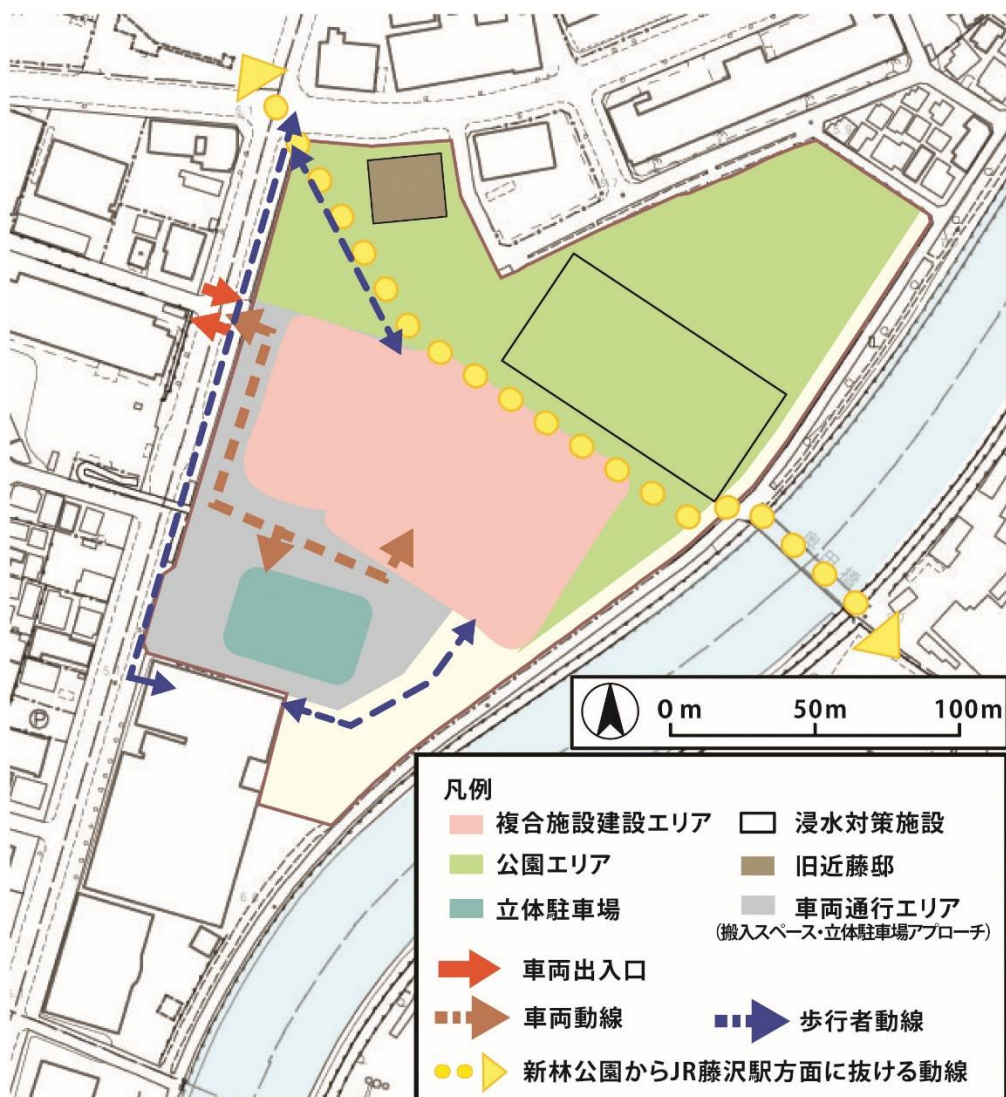 奥田橋
P
0m 50m 100m
凡例
複合施設建設エリア 浸水対策施設
公園エリア 旧近藤邸
立体駐車場 車両通行エリア
(搬入スペース・立体駐車場アプローチ)
車両出入口
車両動線 歩行者動線
新林公園からJR藤沢駅方面に抜ける動線